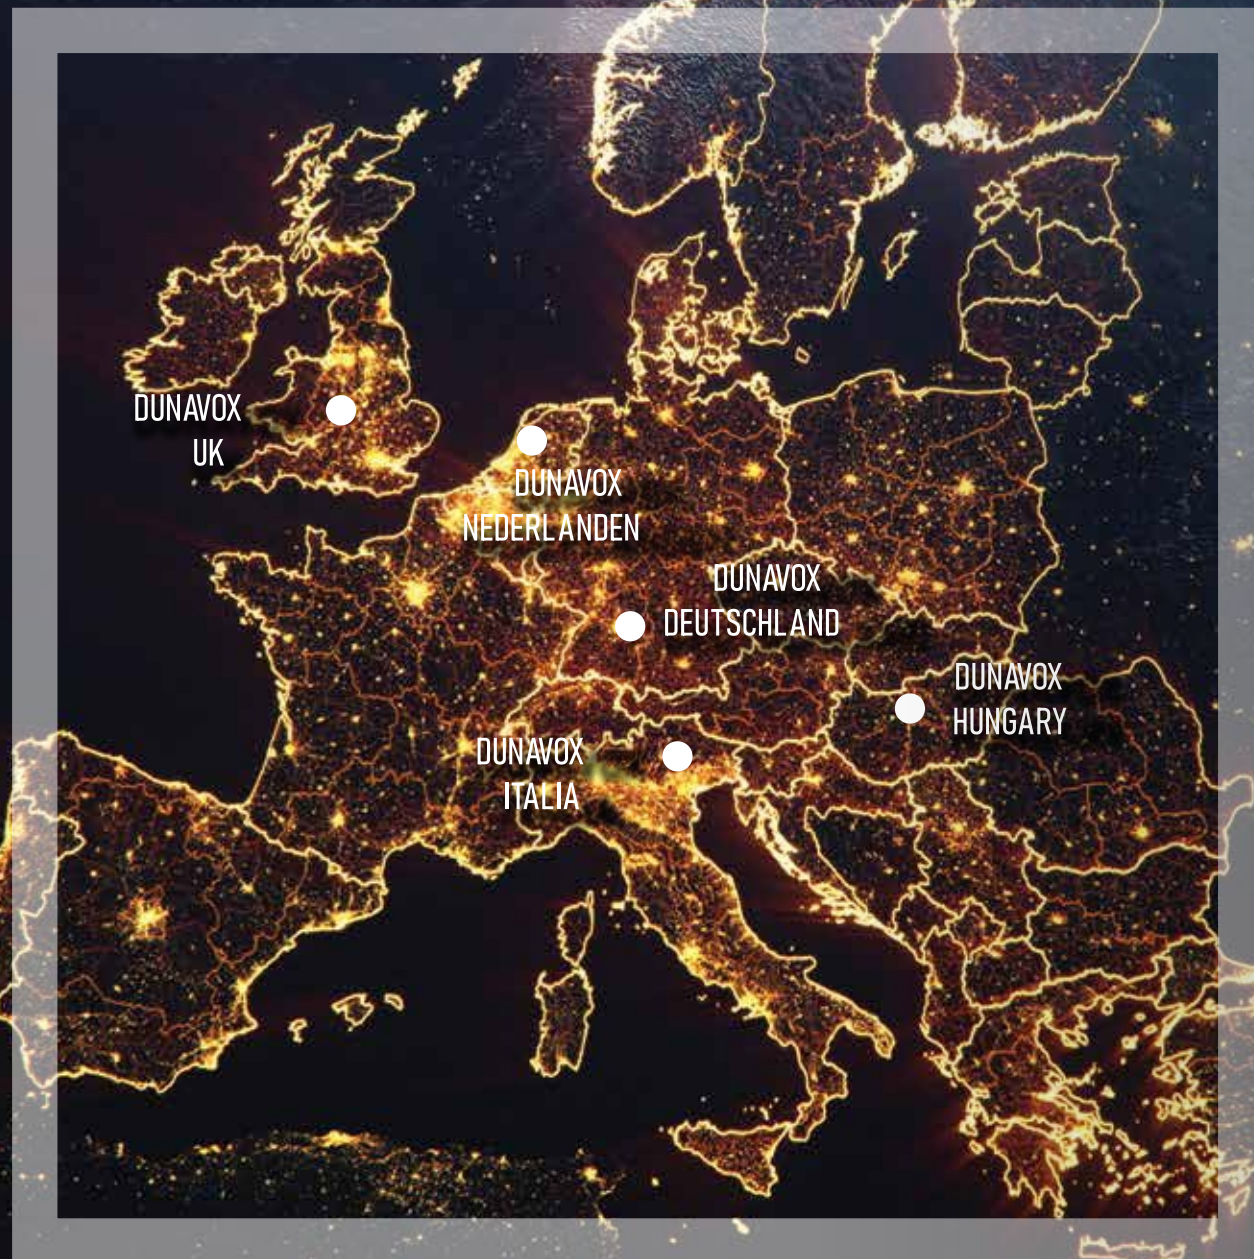 DUNAVOX
UK
DUNAVOX
NEDERLANDEN
DUNAVOX
DEUTSCHLAND
DUNAVOX
HUNGARY
DUNAVOX
ITALIA